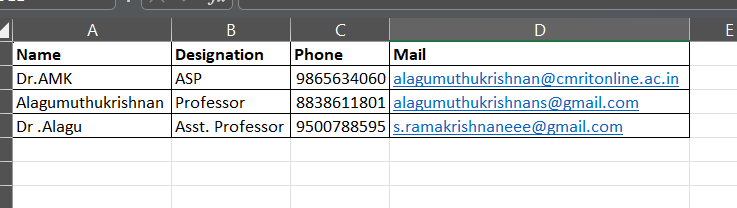 A B C D E
Name Designation Phone Mail
Dr.AMK ASP 9865634060 alagumuthukrishnan@cmritonline.ac.in
Alagumuthukrishnan Professor 8838611801 alagumuthukrishnans@gmail.com
Dr .Alagu Asst. Professor 9500788595 s.ramakrishnaneee@gmail.com